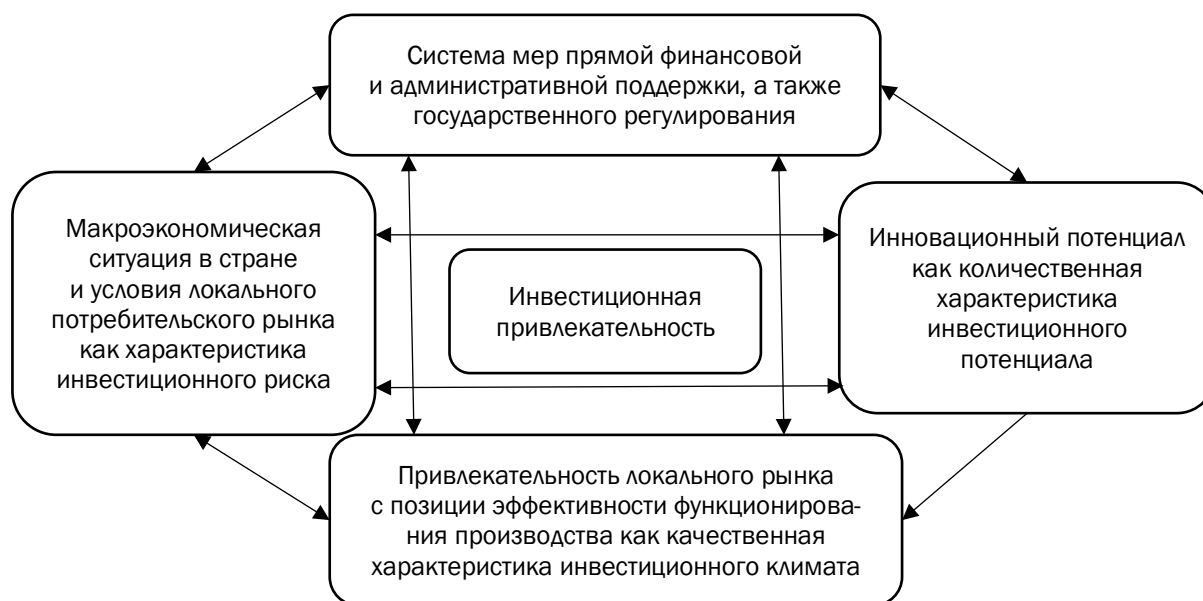 Система мер прямой финансовой
и административной поддержки, а также
государственного регулирования
Макроэкономическая
ситуация в стране
и условия локального
потребительского рынка
как характеристика
инвестиционного риска
Инвестиционная
привлекательность
Инновационный потенциал
как количественная
характеристика
инвестиционного
потенциала
Привлекательность локального рынка
с позиции эффективности функционирова-
ния производства как качественная
характеристика инвестиционного климата